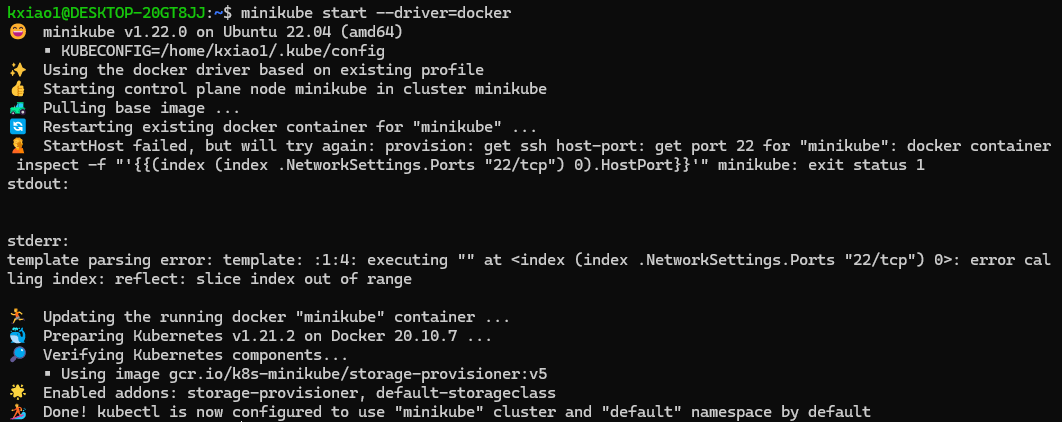 kxiao1@DESKTOP-20GT8JJ:~$ minikube start --driver=docker
😄 minikube v1.22.0 on Ubuntu 22.04 (amd64)
▪ KUBECONFIG=/home/kxiao1/.kube/config
✨ Using the docker driver based on existing profile
👍 Starting control plane node minikube in cluster minikube
🚜 Pulling base image ...
🔄 Restarting existing docker container for "minikube" ...
🤦 StartHost failed, but will try again: provision: get ssh host-port: get port 22 for "minikube": docker container
inspect -f "'{{(index (index .NetworkSettings.Ports "22/tcp") 0).HostPort}}'" minikube: exit status 1
stdout:
stderr:
template parsing error: template: :1:4: executing "" at <index (index .NetworkSettings.Ports "22/tcp") 0>: error cal
ling index: reflect: slice index out of range
🏃 Updating the running docker "minikube" container ...
🐳 Preparing Kubernetes v1.21.2 on Docker 20.10.7 ...
🔎 Verifying Kubernetes components...
▪ Using image gcr.io/k8s-minikube/storage-provisioner:v5
🌟 Enabled addons: storage-provisioner, default-storageclass
🏄 Done! kubectl is now configured to use "minikube" cluster and "default" namespace by default